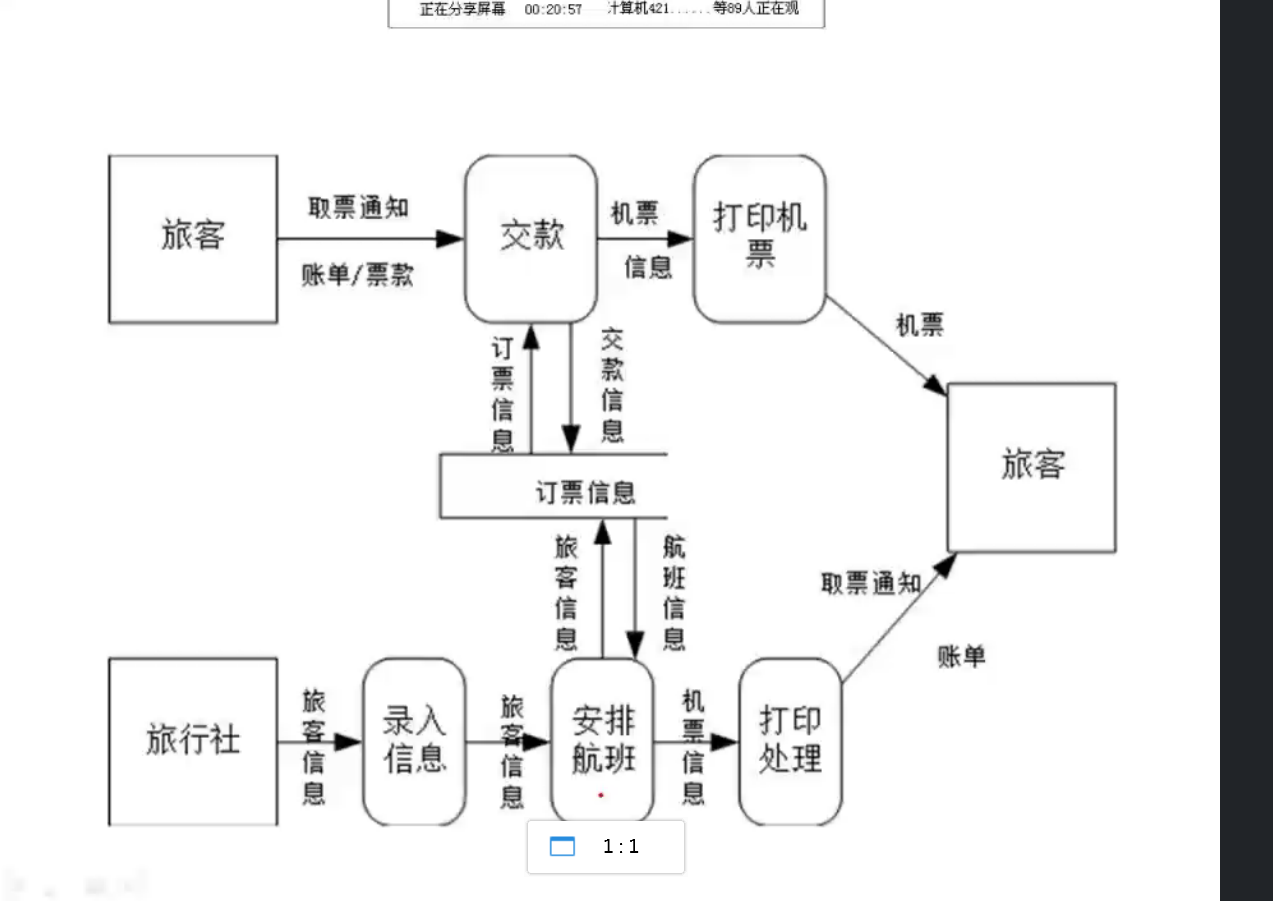 正在分享屏幕 00:20:57 计算机421......等89人正在观
旅客
取票通知
账单/票款
交款
机票
信息
打印机
票
机票
订票信息
交款信息
旅客
订票信息
旅客信息
航班信息
取票通知
账单
旅行社
旅客信息
录入
信息
旅客信息
安排
航班
机票信息
打印
处理
1:1